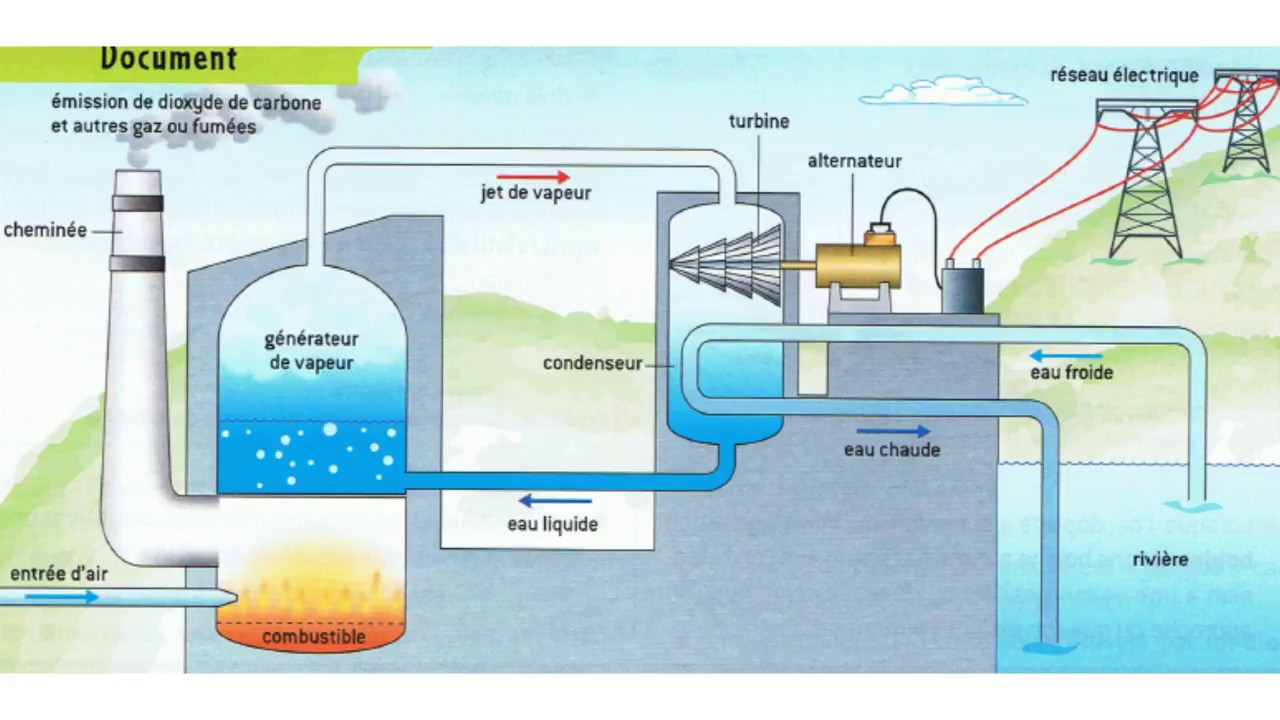 Document
émission de dioxyde de carbone
et autres gaz ou fumées
réseau électrique
turbine
alternateur
jet de vapeur
cheminée
générateur
de vapeur
condenseur
eau froide
eau chaude
eau liquide
rivière
entrée d'air
combustible